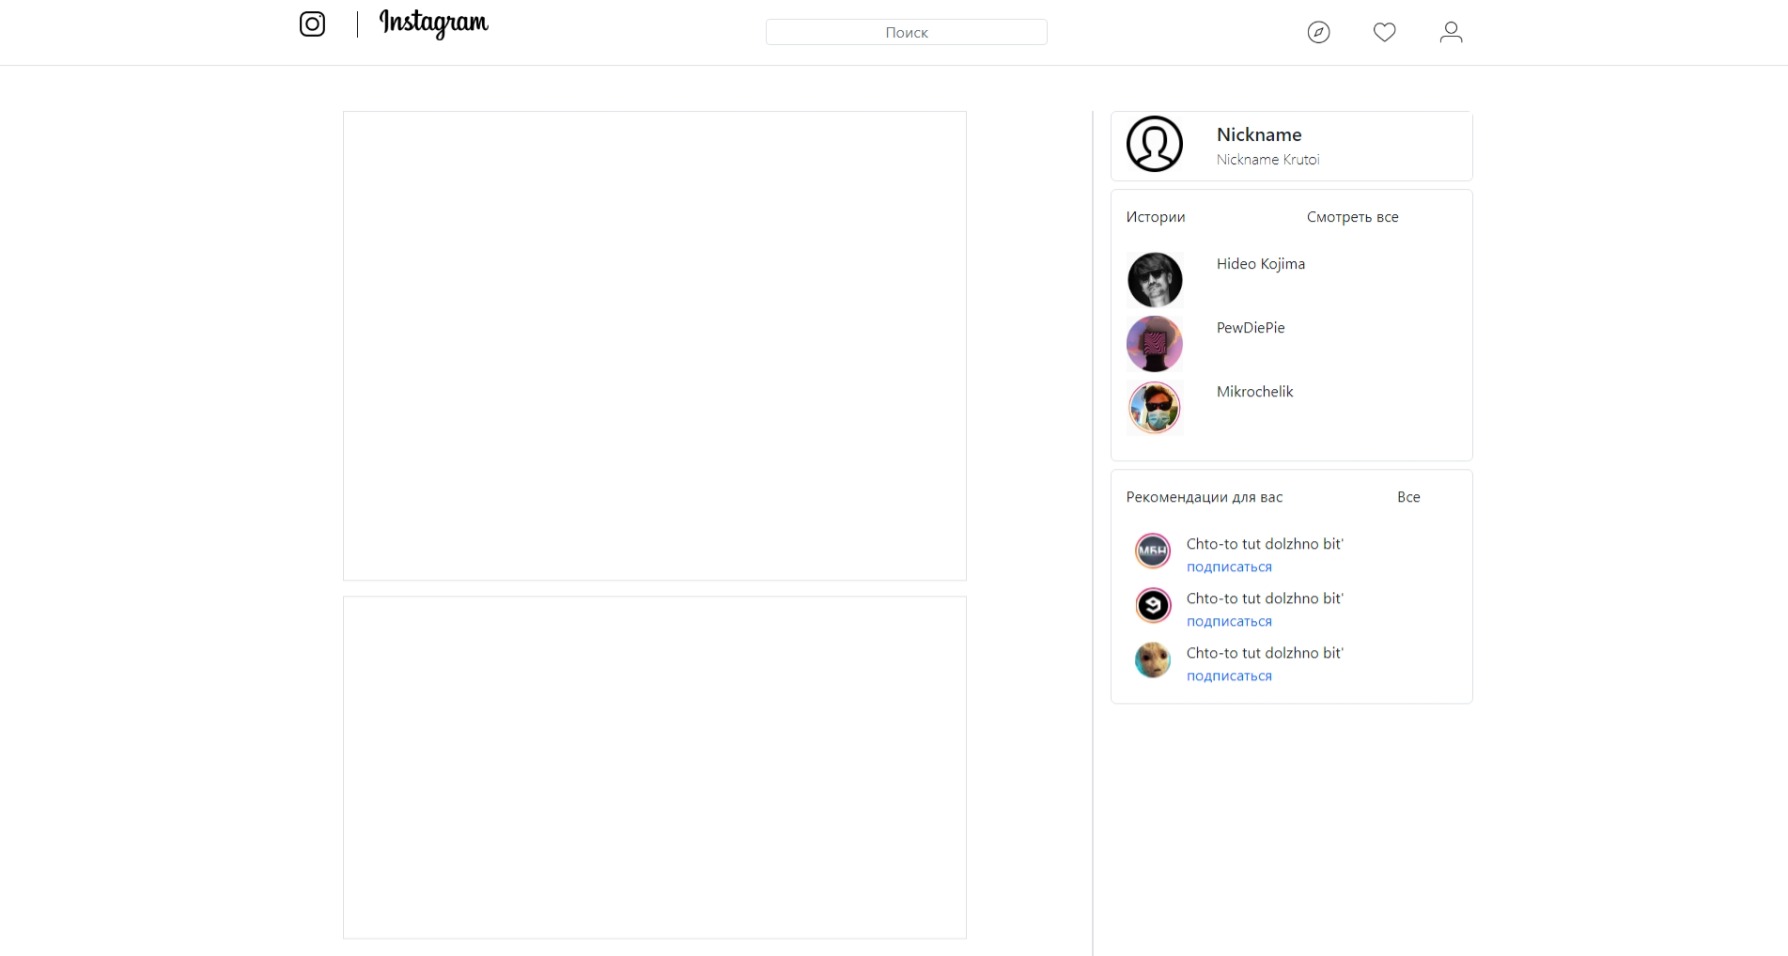 Instagram
Поиск
Nickname
Nickname Krutoi
Истории
Смотреть все
Hideo Kojima
PewDiePie
Mikrochelik
Рекомендации для вас
Все
МБН
Chto-to tut dolzhno bit'
подписаться
Chto-to tut dolzhno bit'
подписаться
Chto-to tut dolzhno bit'
подписаться